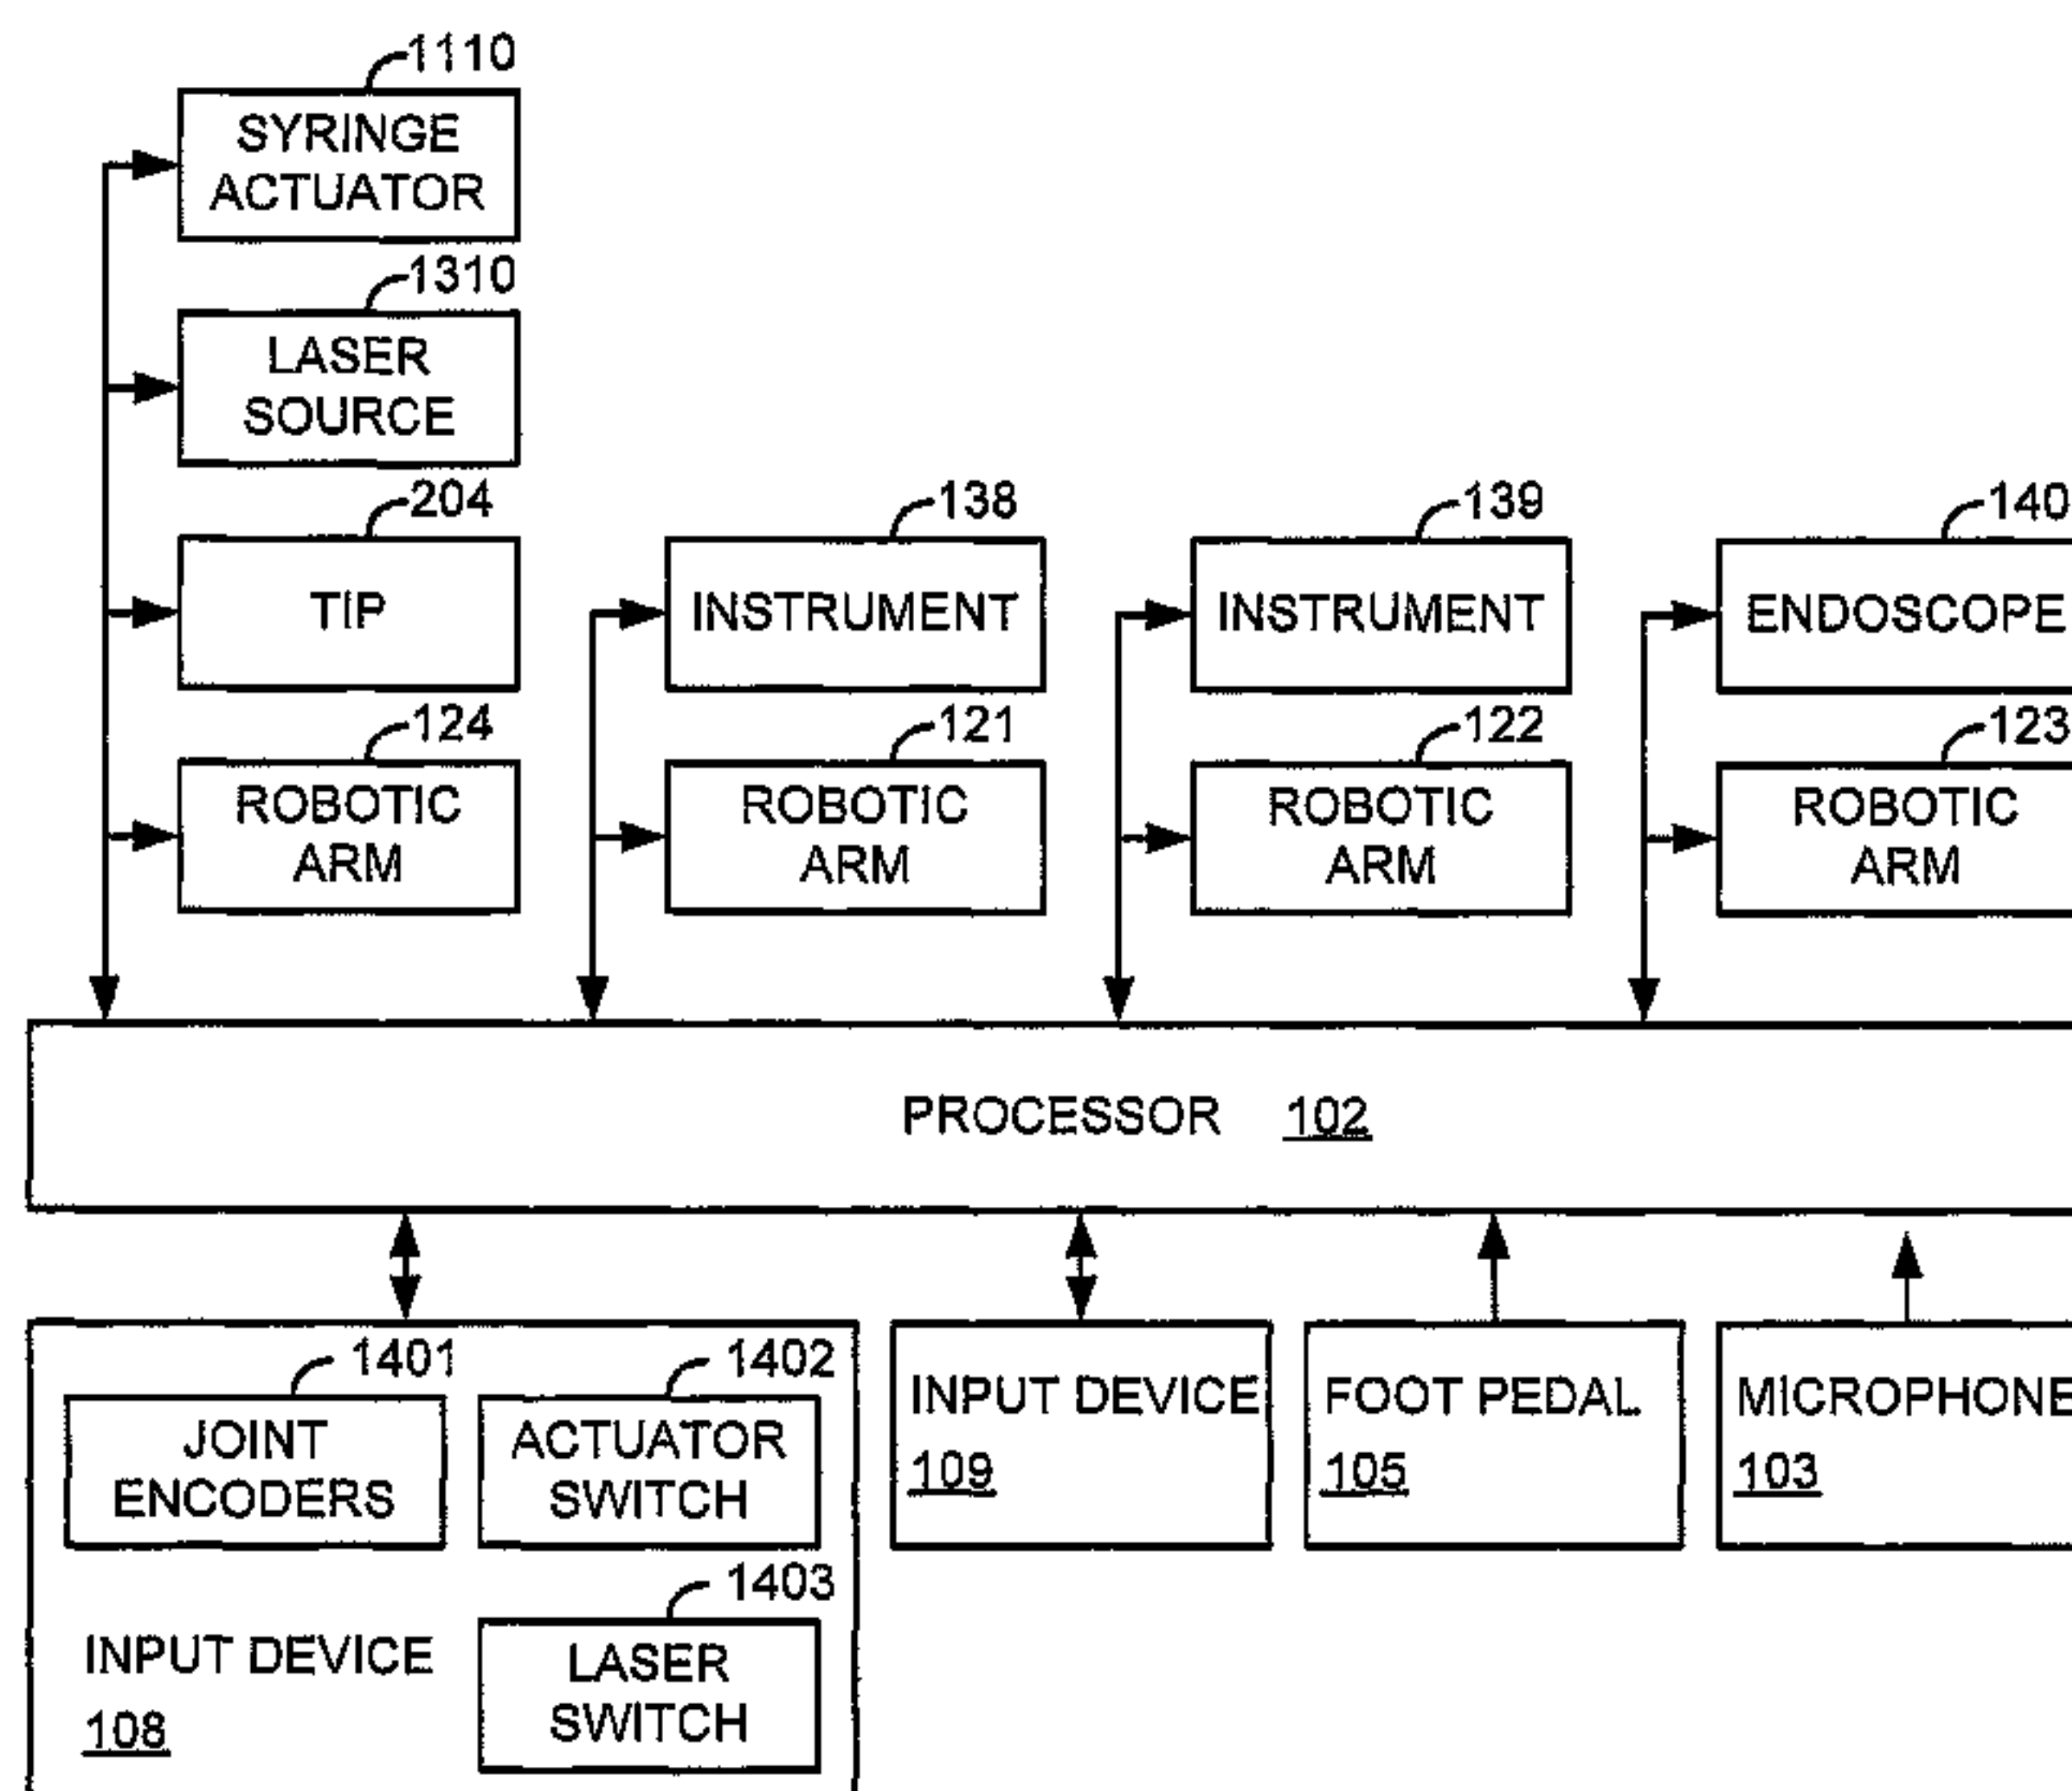 1110
SYRINGE
ACTUATOR
1310
LASER
SOURCE
204
TIP
138
INSTRUMENT
139
INSTRUMENT
140
ENDOSCOPE
124
ROBOTIC
ARM
121
ROBOTIC
ARM
122
ROBOTIC
ARM
123
ROBOTIC
ARM
PROCESSOR 102
1401
JOINT
ENCODERS
1402
ACTUATOR
SWITCH
1403
LASER
SWITCH
INPUT DEVICE
108
INPUT DEVICE
109
FOOT PEDAL
105
MICROPHONE
103